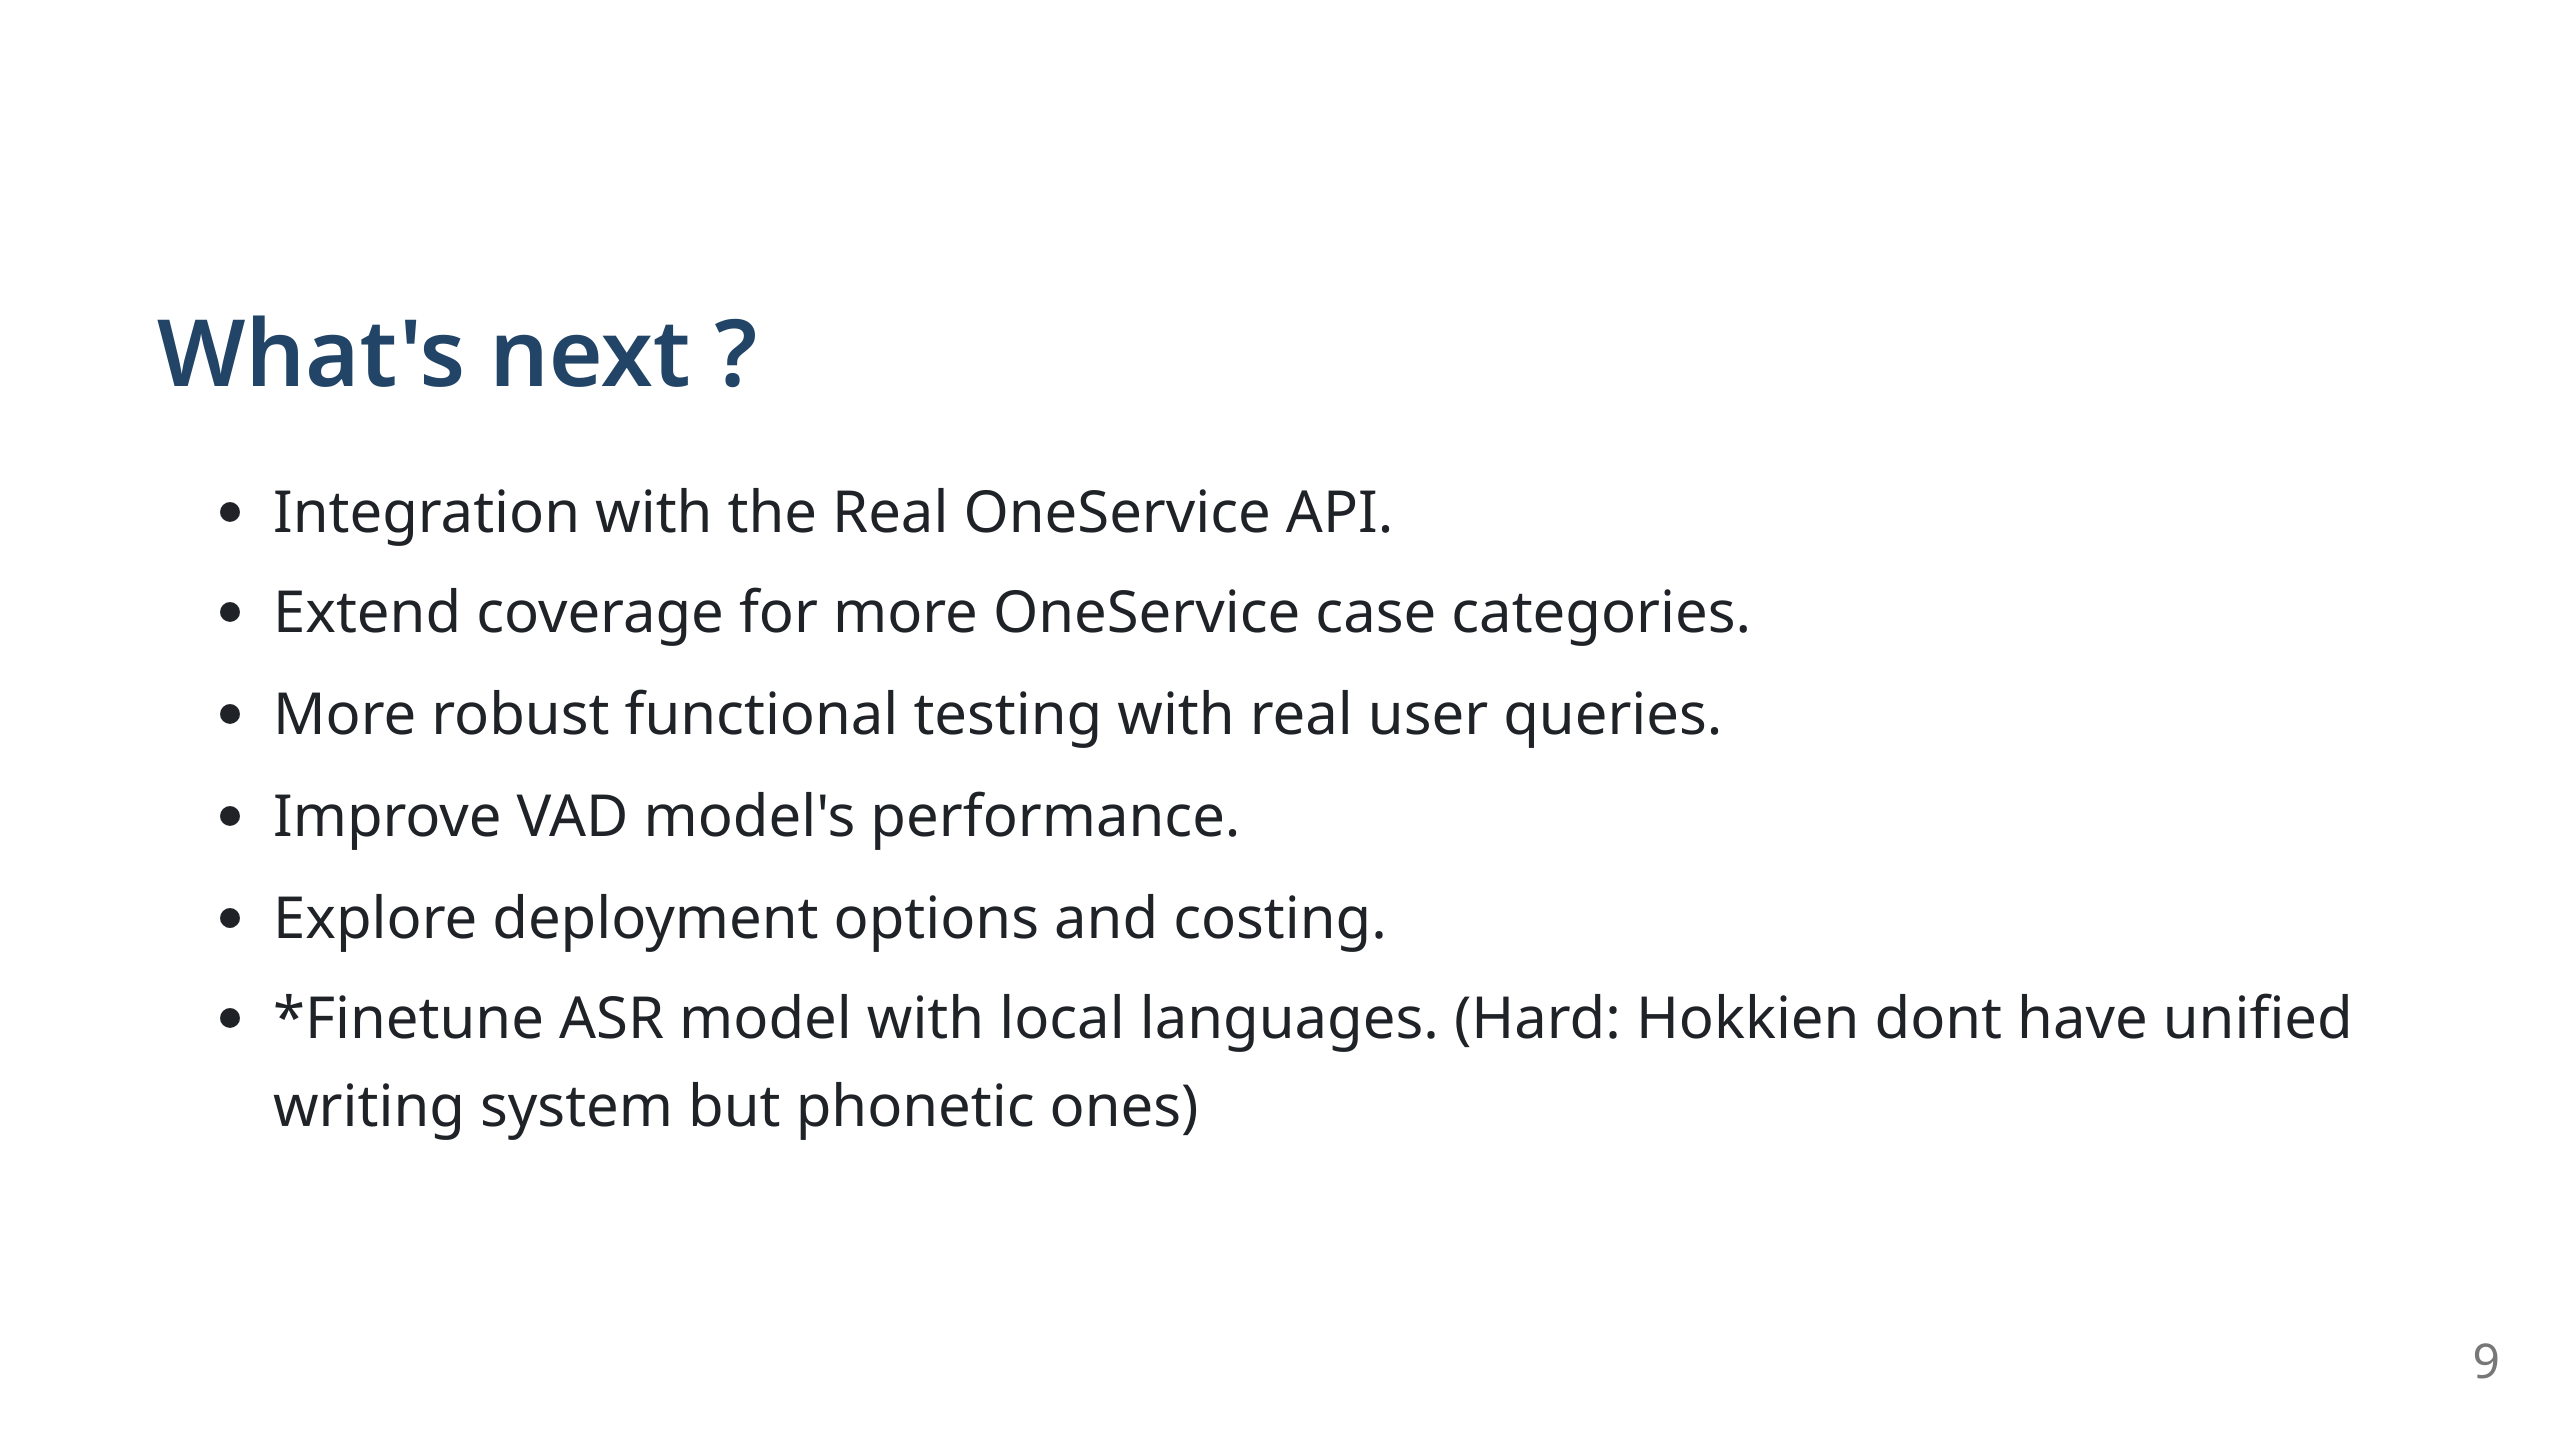 What's next ?
• Integration with the Real OneService API.
• Extend coverage for more OneService case categories.
• More robust functional testing with real user queries.
• Improve VAD model's performance.
• Explore deployment options and costing.
• *Finetune ASR model with local languages. (Hard: Hokkien dont have unified
writing system but phonetic ones)
9